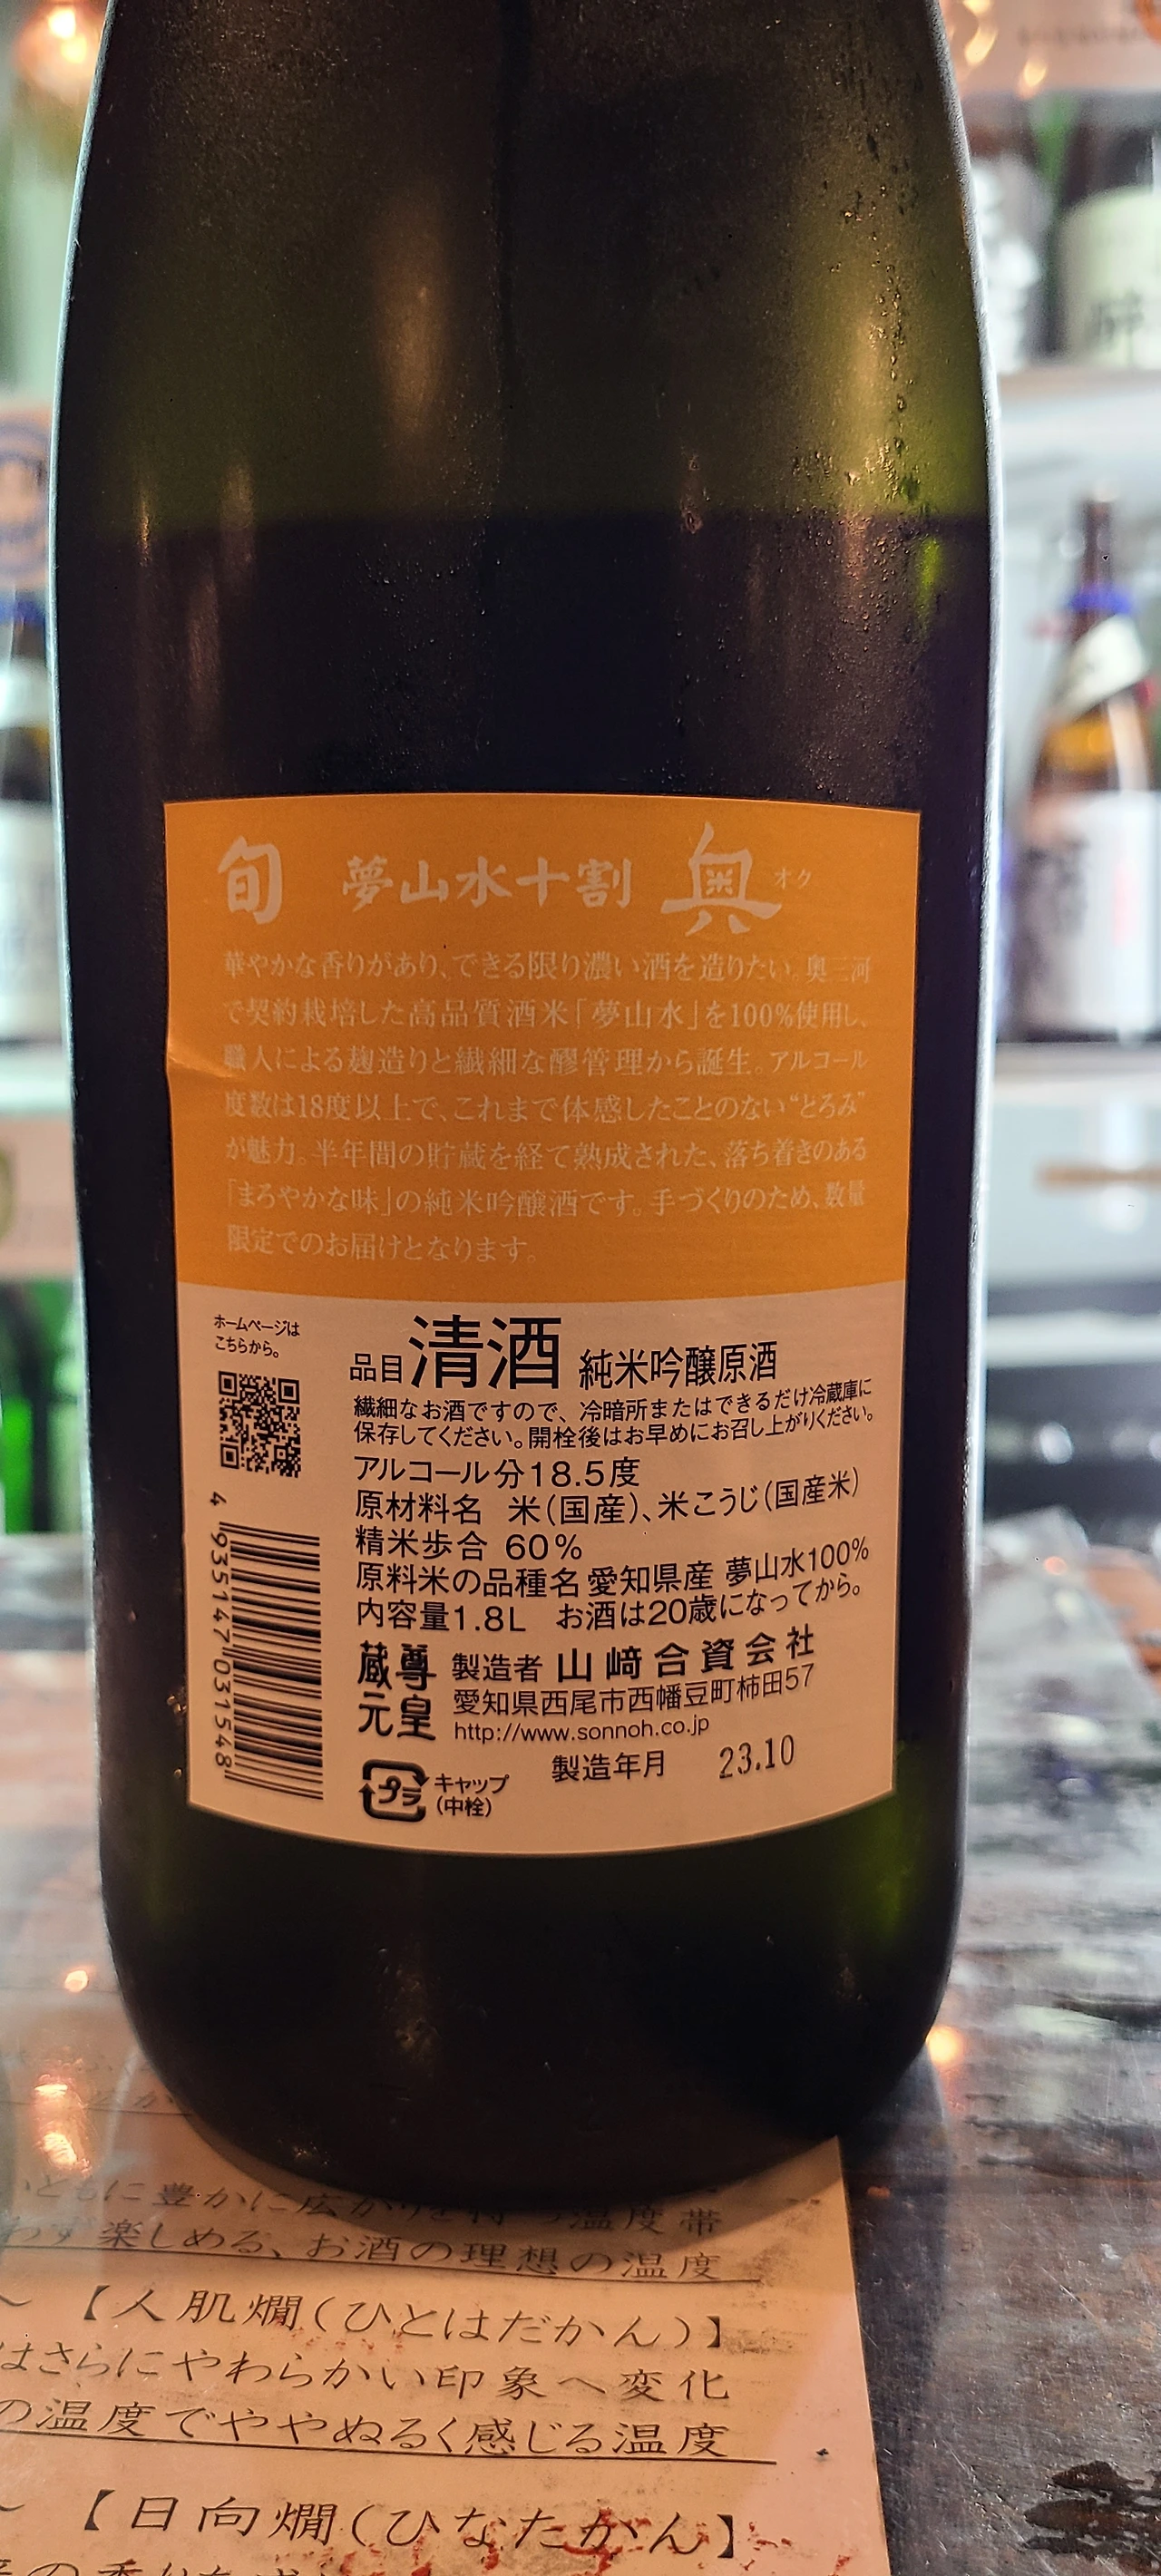 旬 夢山水十割 奥 オク
華やかな香りがあり、できる限り濃い酒を造りたい。奥三河
で契約栽培した高品質酒米「夢山水」を100%使用し、
職人による麹造りと繊細な醪管理から誕生。アルコール
度数は18度以上で、これまで体感したことのない“とろみ”
が魅力。半年間の貯蔵を経て熟成された、落ち着きのある
「まろやかな味」の純米吟醸酒です。手づくりのため、数量
限定でのお届けとなります。
ホームページは
こちらから。
品目 清酒 純米吟醸原酒
繊細なお酒ですので、冷暗所またはできるだけ冷蔵庫に
保存してください。開栓後はお早めにお召し上がりください。
アルコール分18.5度
原材料名 米(国産)、米こうじ(国産米)
精米歩合 60%
原料米の品種名 愛知県産 夢山水100%
内容量1.8L お酒は20歳になってから。
4 935147 031548
尊皇蔵元
製造者 山﨑合資会社
愛知県西尾市西幡豆町柿田57
http://www.sonnoh.co.jp
製造年月 23.10
プラ キャップ
(中栓)
いともに豊かに広がりを持つ温度帯
わず楽しめる、お酒の理想の温度
～【人肌燗(ひとはだかん)】
はさらにやわらかい印象へ変化
の温度でややぬるく感じる温度
～【日向燗(ひなたかん)】